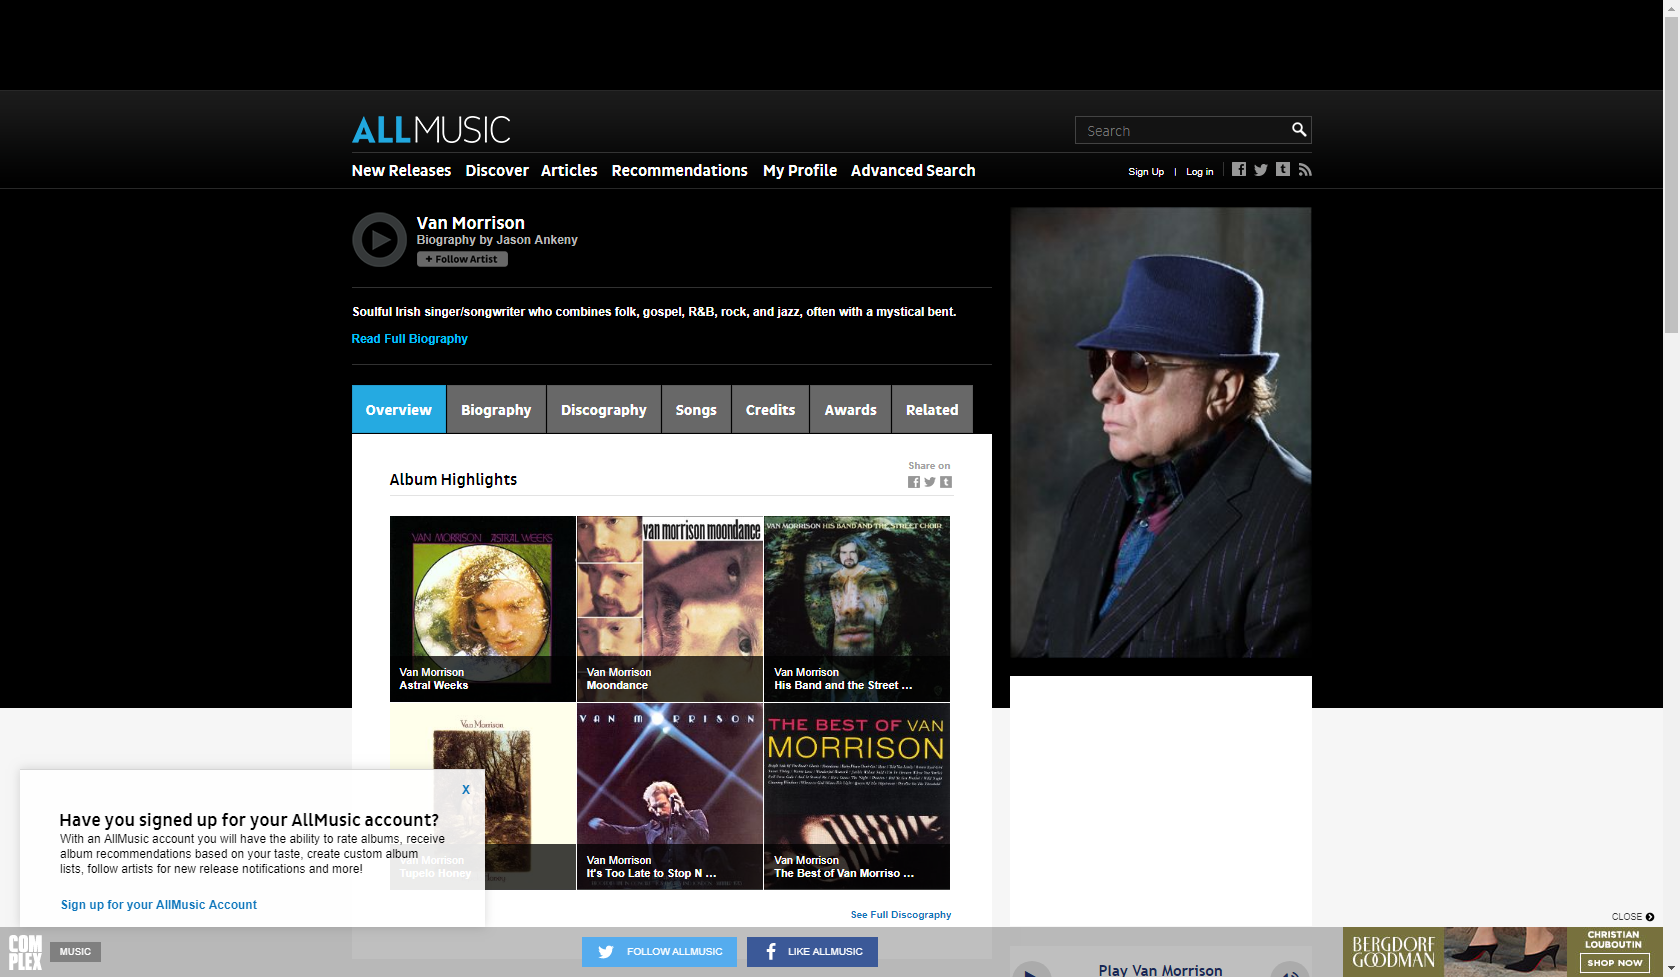 ALLMUSIC
Search
New Releases Discover Articles Recommendations My Profile Advanced Search
Sign Up | Log in
Van Morrison
Biography by Jason Ankeny
+ Follow Artist
Soulful Irish singer/songwriter who combines folk, gospel, R&B, rock, and jazz, often with a mystical bent.
Read Full Biography
Overview Biography Discography Songs Credits Awards Related
Album Highlights
Share on
VAN MORRISON ASTRAL WEEKS
Van Morrison
Astral Weeks
van morrison moondance
Van Morrison
Moondance
VAN MORRISON HIS BAND AND THE STREET CHOIR
Van Morrison
His Band and the Street ...
Van Morrison
Van Morrison
Tupelo Honey
VAN MORRISON
Van Morrison
It's Too Late to Stop N ...
THE BEST OF VAN
MORRISON
Van Morrison
The Best of Van Morriso ...
See Full Discography
X
Have you signed up for your AllMusic account?
With an AllMusic account you will have the ability to rate albums, receive
album recommendations based on your taste, create custom album
lists, follow artists for new release notifications and more!
Sign up for your AllMusic Account
CLOSE
COM
PLEX
MUSIC
FOLLOW ALLMUSIC
LIKE ALLMUSIC
Play Van Morrison
BERGDORF
GOODMAN
CHRISTIAN
LOUBOUTIN
SHOP NOW